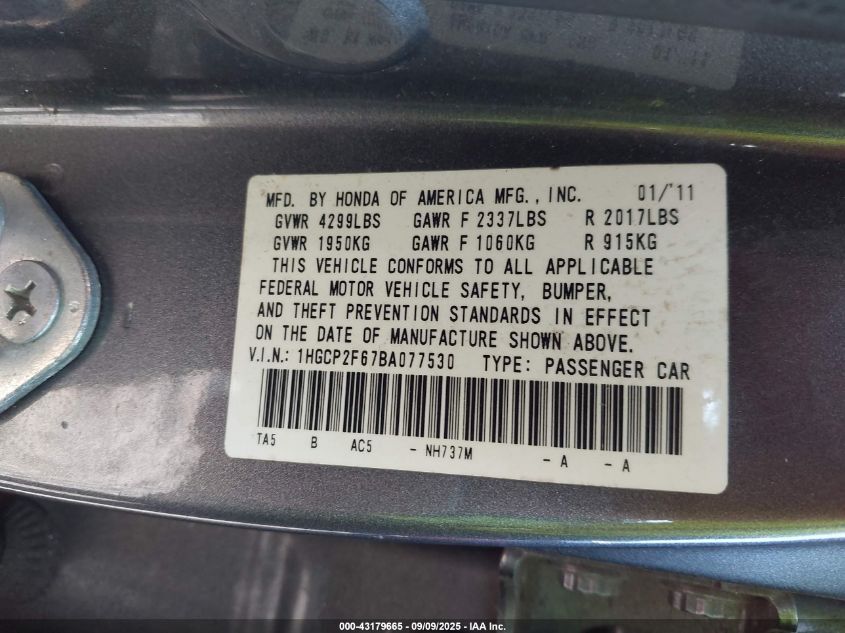 MFD. BY HONDA OF AMERICA MFG., INC. 01/'11
GVWR 4299LBS GAWR F 2337LBS R 2017LBS
GVWR 1950KG GAWR F 1060KG R 915KG
THIS VEHICLE CONFORMS TO ALL APPLICABLE
FEDERAL MOTOR VEHICLE SAFETY, BUMPER,
AND THEFT PREVENTION STANDARDS IN EFFECT
ON THE DATE OF MANUFACTURE SHOWN ABOVE.
V.I.N.: 1HGCP2F67BA077530 TYPE: PASSENGER CAR
TA5 B AC5 - NH737M - A - A
000-43179665 - 09/09/2025 - IAA Inc.